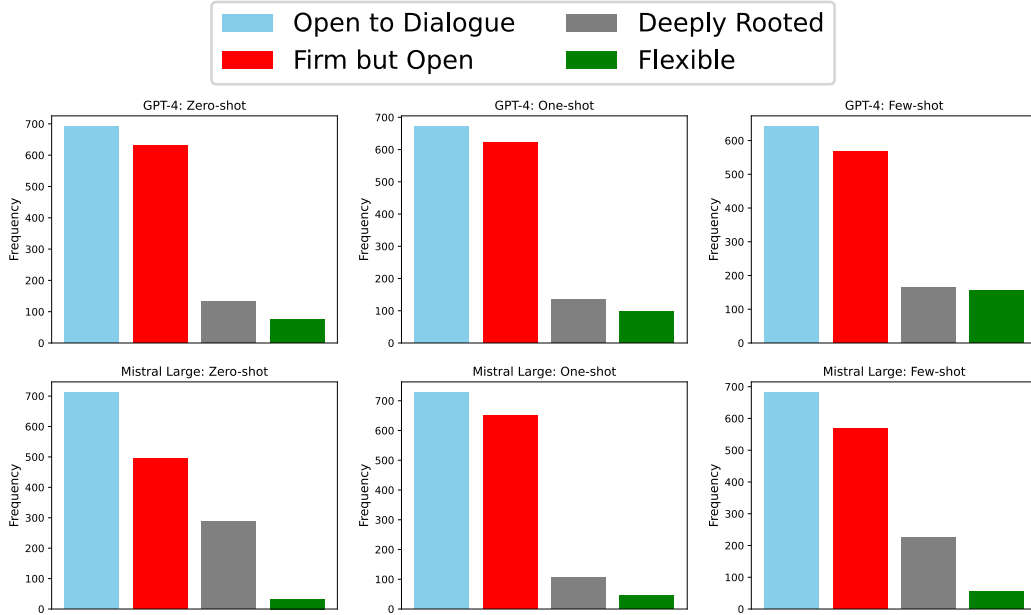 Open to Dialogue
Deeply Rooted
Firm but Open
Flexible
GPT-4: Zero-shot
GPT-4: One-shot
GPT-4: Few-shot
Frequency
700
600
500
400
300
200
100
0
Frequency
700
600
500
400
300
200
100
0
Frequency
600
500
400
300
200
100
0
Mistral Large: Zero-shot
Mistral Large: One-shot
Mistral Large: Few-shot
Frequency
700
600
500
400
300
200
100
0
Frequency
700
600
500
400
300
200
100
0
Frequency
700
600
500
400
300
200
100
0